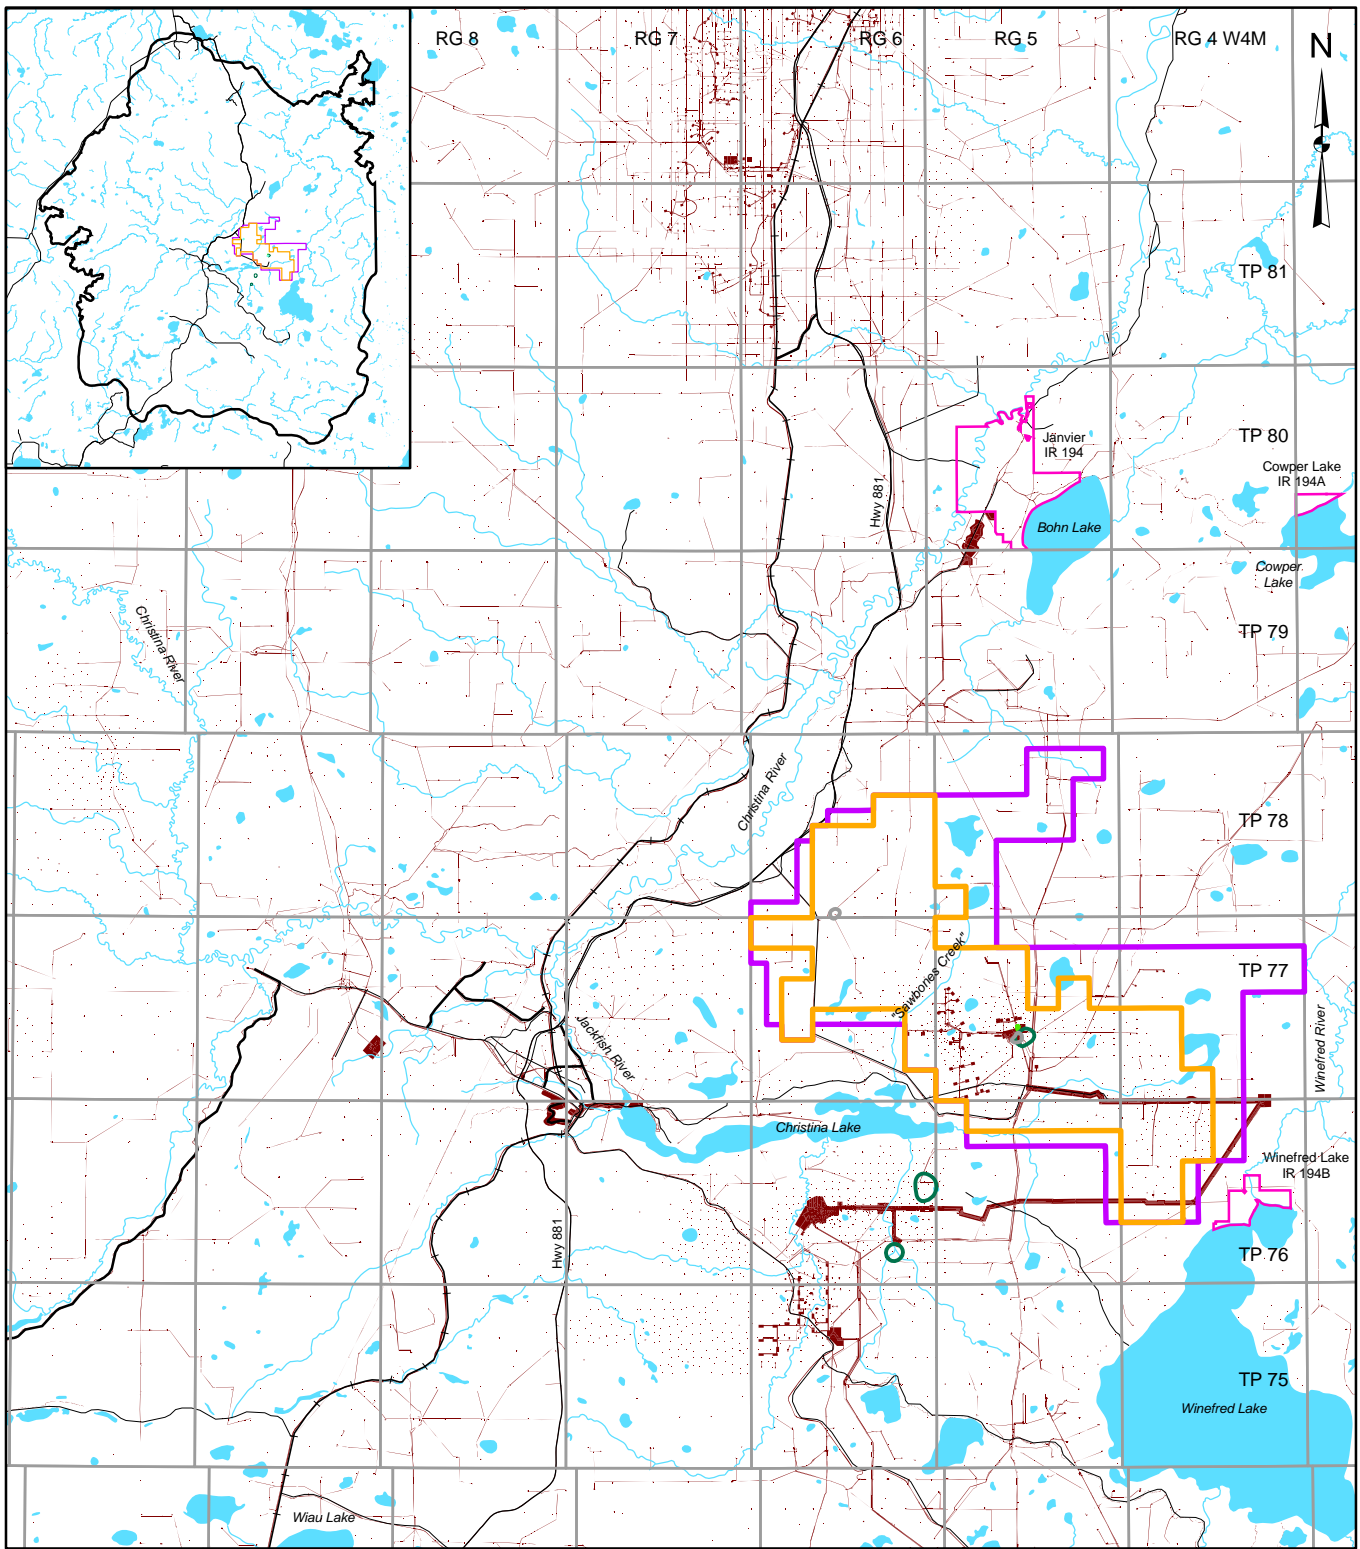 RG 8
RG 7
RG 6
RG 5
RG 4 W4M
N
TP 81
TP 80
Janvier
IR 194
Cowper Lake
IR 194A
Hwy 881
Bohn Lake
Cowper
Lake
Christina River
TP 79
Christina River
TP 78
"Sawbones Creek"
TP 77
Jackfish River
Winefred River
Christina Lake
Winefred Lake
IR 194B
Hwy 881
TP 76
TP 75
Winefred Lake
Wiau Lake